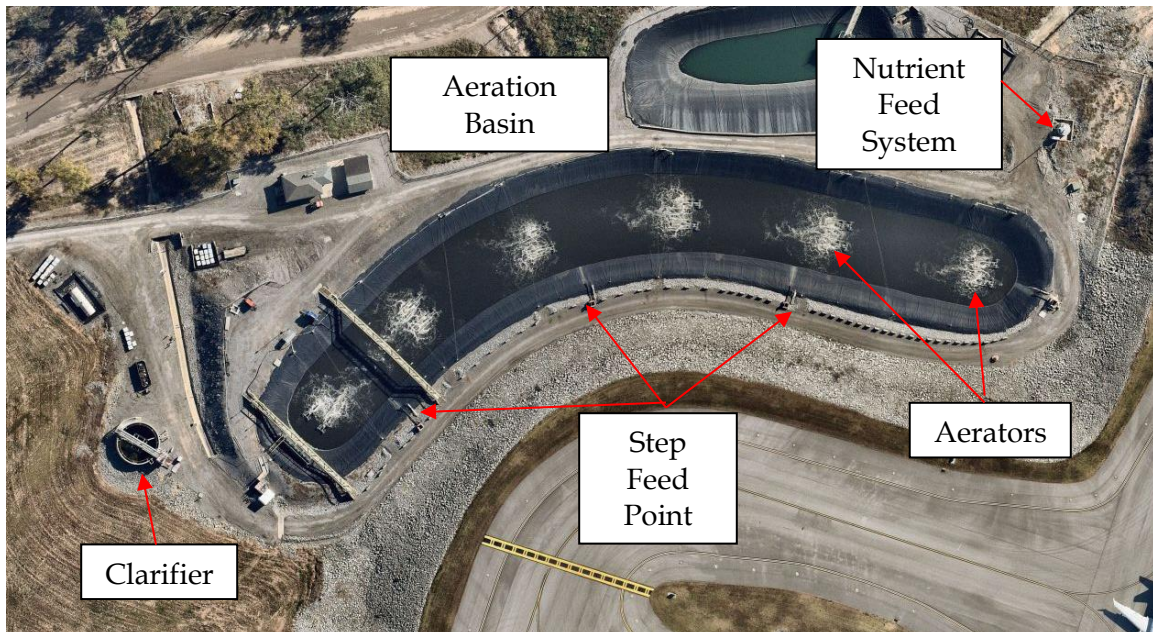 Aeration
Basin
Nutrient
Feed
System
Aerators
Step
Feed
Point
Clarifier